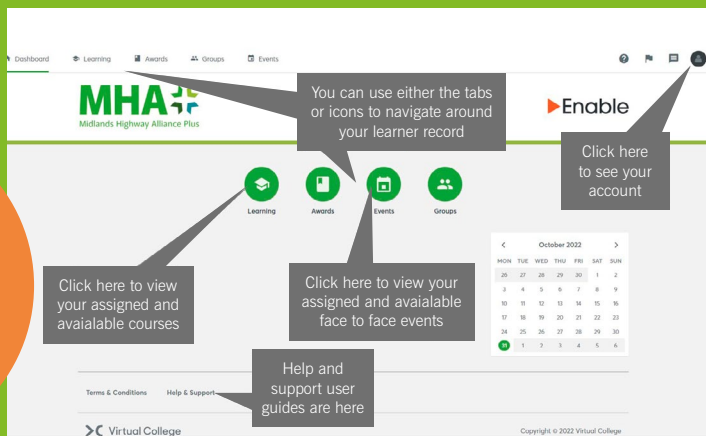 Dashboard Learning Awards Groups Events
You can use either the tabs
or icons to navigate around
your learner record
MHA
Midlands Highway Alliance Plus
Enable
Click here
to see your
account
Learning Awards Events Groups
October 2022
MON TUE WED THU FRI SAT SUN
26 27 28 29 30 1 2
3 4 5 6 7 8 9
10 11 12 13 14 15 16
17 18 19 20 21 22 23
24 25 26 27 28 29 30
31 1 2 3 4 5 6
Click here to view
your assigned and
avaialable courses
Click here to view your
assigned and avaialable
face to face events
Help and
support user
guides are here
Terms & Conditions Help & Support
Virtual College
Copyright © 2022 Virtual College